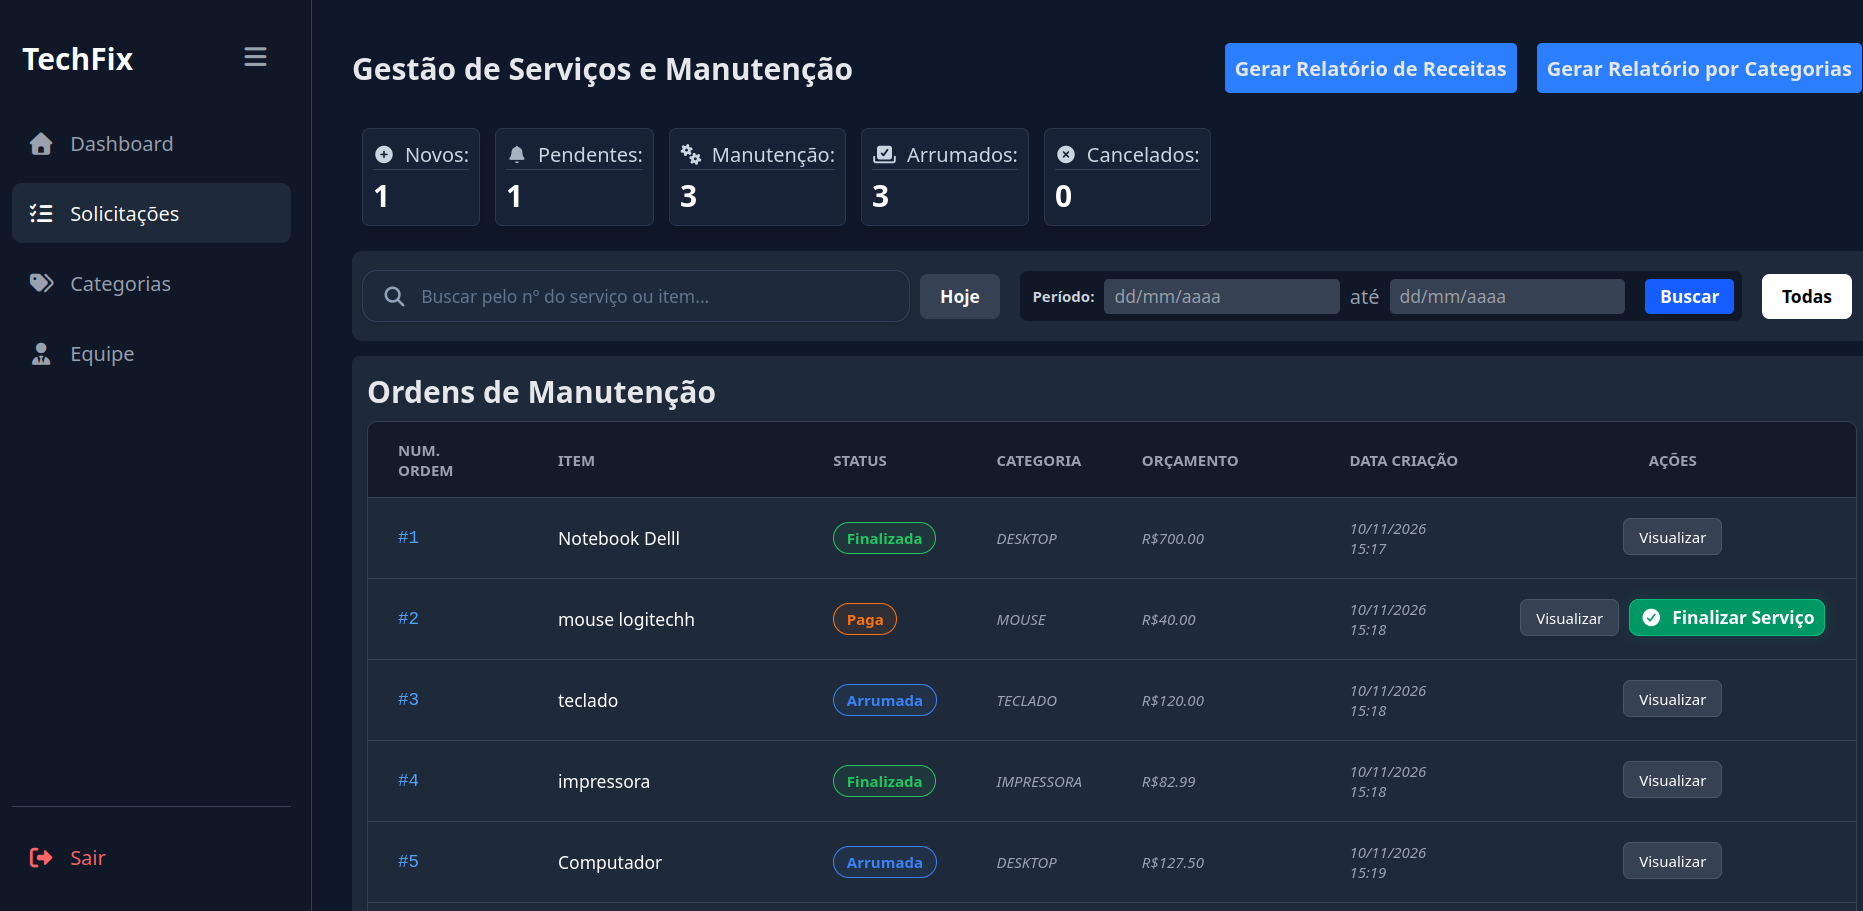 TechFix
Dashboard
Solicitações
Categorias
Equipe
Sair
Gestão de Serviços e Manutenção
Gerar Relatório de Receitas
Gerar Relatório por Categorias
Novos:
1
Pendentes:
1
Manutenção:
3
Arrumados:
3
Cancelados:
0
Buscar pelo nº do serviço ou item...
Hoje
Período:
dd/mm/aaaa
até
dd/mm/aaaa
Buscar
Todas
Ordens de Manutenção
NUM.
ORDEM
ITEM
STATUS
CATEGORIA
ORÇAMENTO
DATA CRIAÇÃO
AÇÕES
#1
Notebook Delll
Finalizada
DESKTOP
R$700.00
10/11/2026
15:17
Visualizar
#2
mouse logitechh
Paga
MOUSE
R$40.00
10/11/2026
15:18
Visualizar
Finalizar Serviço
#3
teclado
Arrumada
TECLADO
R$120.00
10/11/2026
15:18
Visualizar
#4
impressora
Finalizada
IMPRESSORA
R$82.99
10/11/2026
15:18
Visualizar
#5
Computador
Arrumada
DESKTOP
R$127.50
10/11/2026
15:19
Visualizar